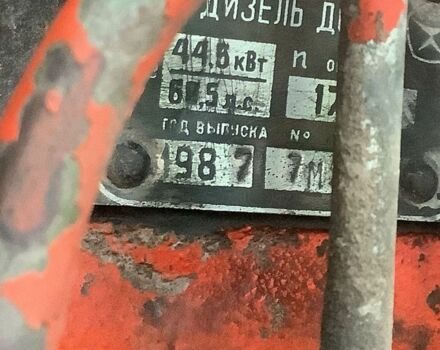 ДИЗЕЛЬ Д
44,6 кВт п о
60,5 л.с. 17
ГОД ВЫПУСКА №
1987 7М